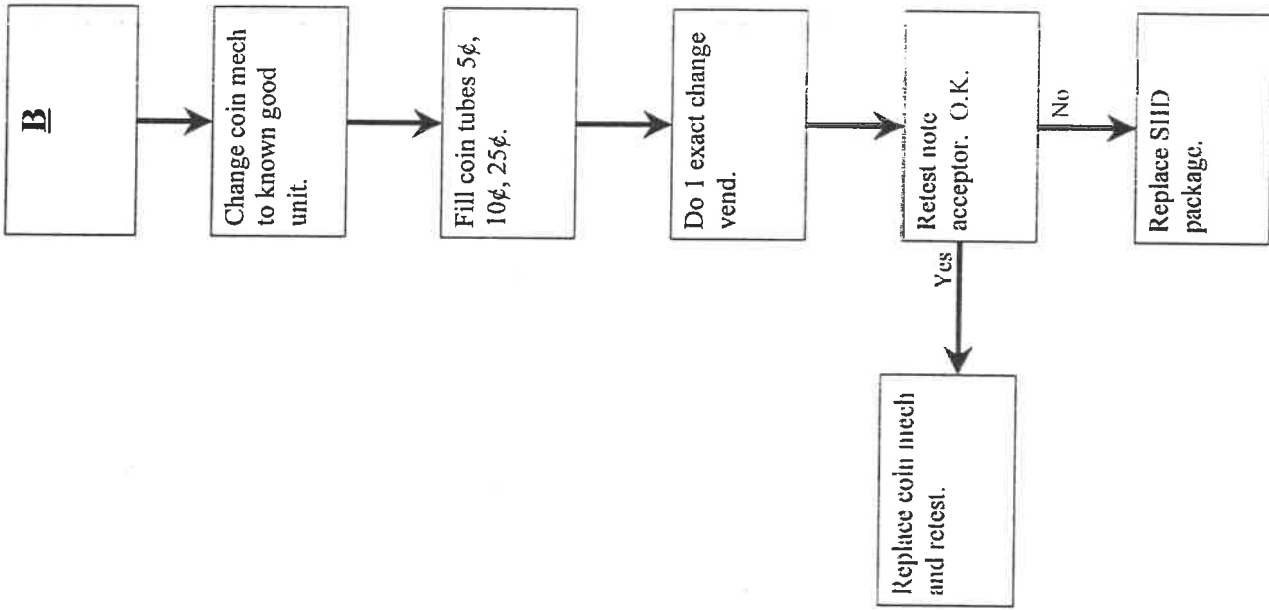 B
Change coin mech
to known good
unit.
Fill coin tubes 5¢,
10¢, 25¢.
Do 1 exact change
vend.
Retest note
acceptor. O.K.
Yes
No
Replace coin mech
and retest.
Replace SIID
package.